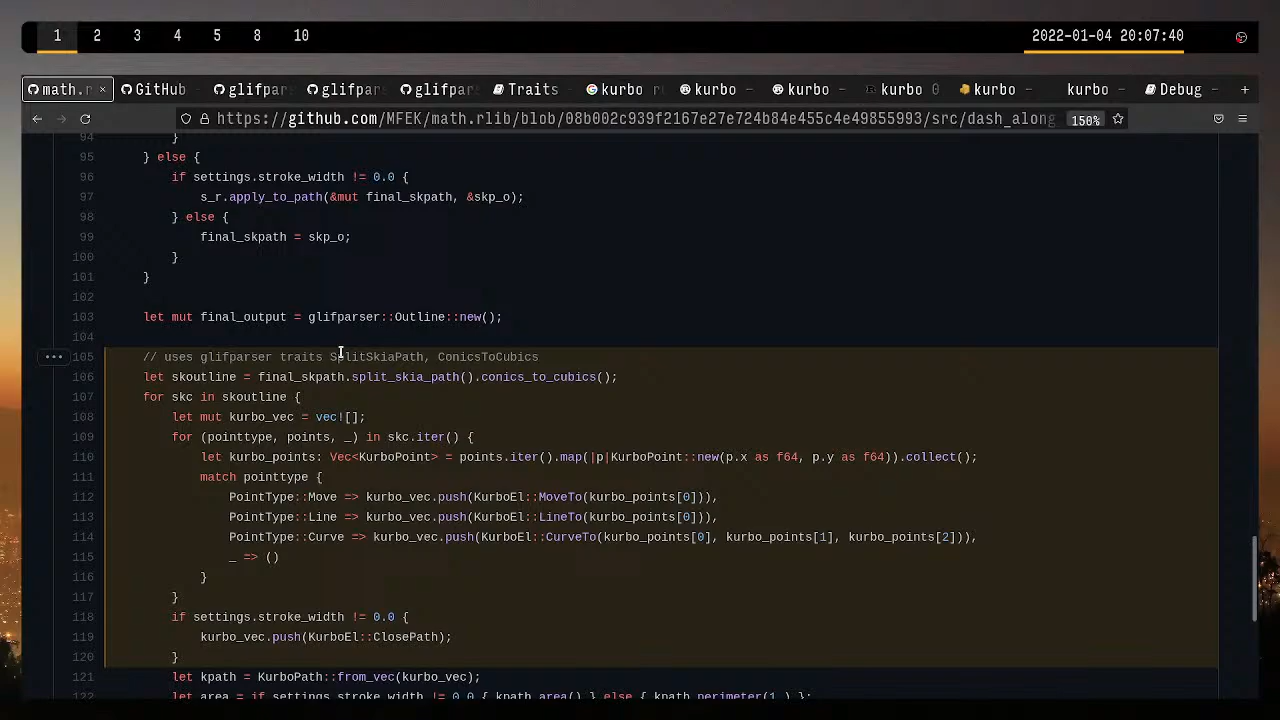 1 2 3 4 5 8 10 2022-01-04 20:07:40
math.r × GitHub glifpars glifpar: glifpar: Traits kurbo r kurbo kurbo kurbo 0 kurbo kurbo Debug +
https://github.com/MFEK/math.rlib/blob/08b002c939f2167e27e724b84e455c4e49855993/src/dash_along 150%
94 }
95 } else {
96 if settings.stroke_width != 0.0 {
97 s_r.apply_to_path(&mut final_skpath, &skp_o);
98 } else {
99 final_skpath = skp_o;
100 }
101 }
102
103 let mut final_output = glifparser::Outline::new();
104
105 // uses glifparser traits SplitSkiaPath, ConicsToCubics
106 let skoutline = final_skpath.split_skia_path().conics_to_cubics();
107 for skc in skoutline {
108 let mut kurbo_vec = vec![];
109 for (pointtype, points, _) in skc.iter() {
110 let kurbo_points: Vec<KurboPoint> = points.iter().map(|p|KurboPoint::new(p.x as f64, p.y as f64)).collect();
111 match pointtype {
112 PointType::Move => kurbo_vec.push(KurboEl::MoveTo(kurbo_points[0])),
113 PointType::Line => kurbo_vec.push(KurboEl::LineTo(kurbo_points[0])),
114 PointType::Curve => kurbo_vec.push(KurboEl::CurveTo(kurbo_points[0], kurbo_points[1], kurbo_points[2])),
115 _ => ()
116 }
117 }
118 if settings.stroke_width != 0.0 {
119 kurbo_vec.push(KurboEl::ClosePath);
120 }
121 let kpath = KurboPath::from_vec(kurbo_vec);
122 let area = if settings.stroke_width != 0.0 { kpath.area() } else { kpath.perimeter(1.) };